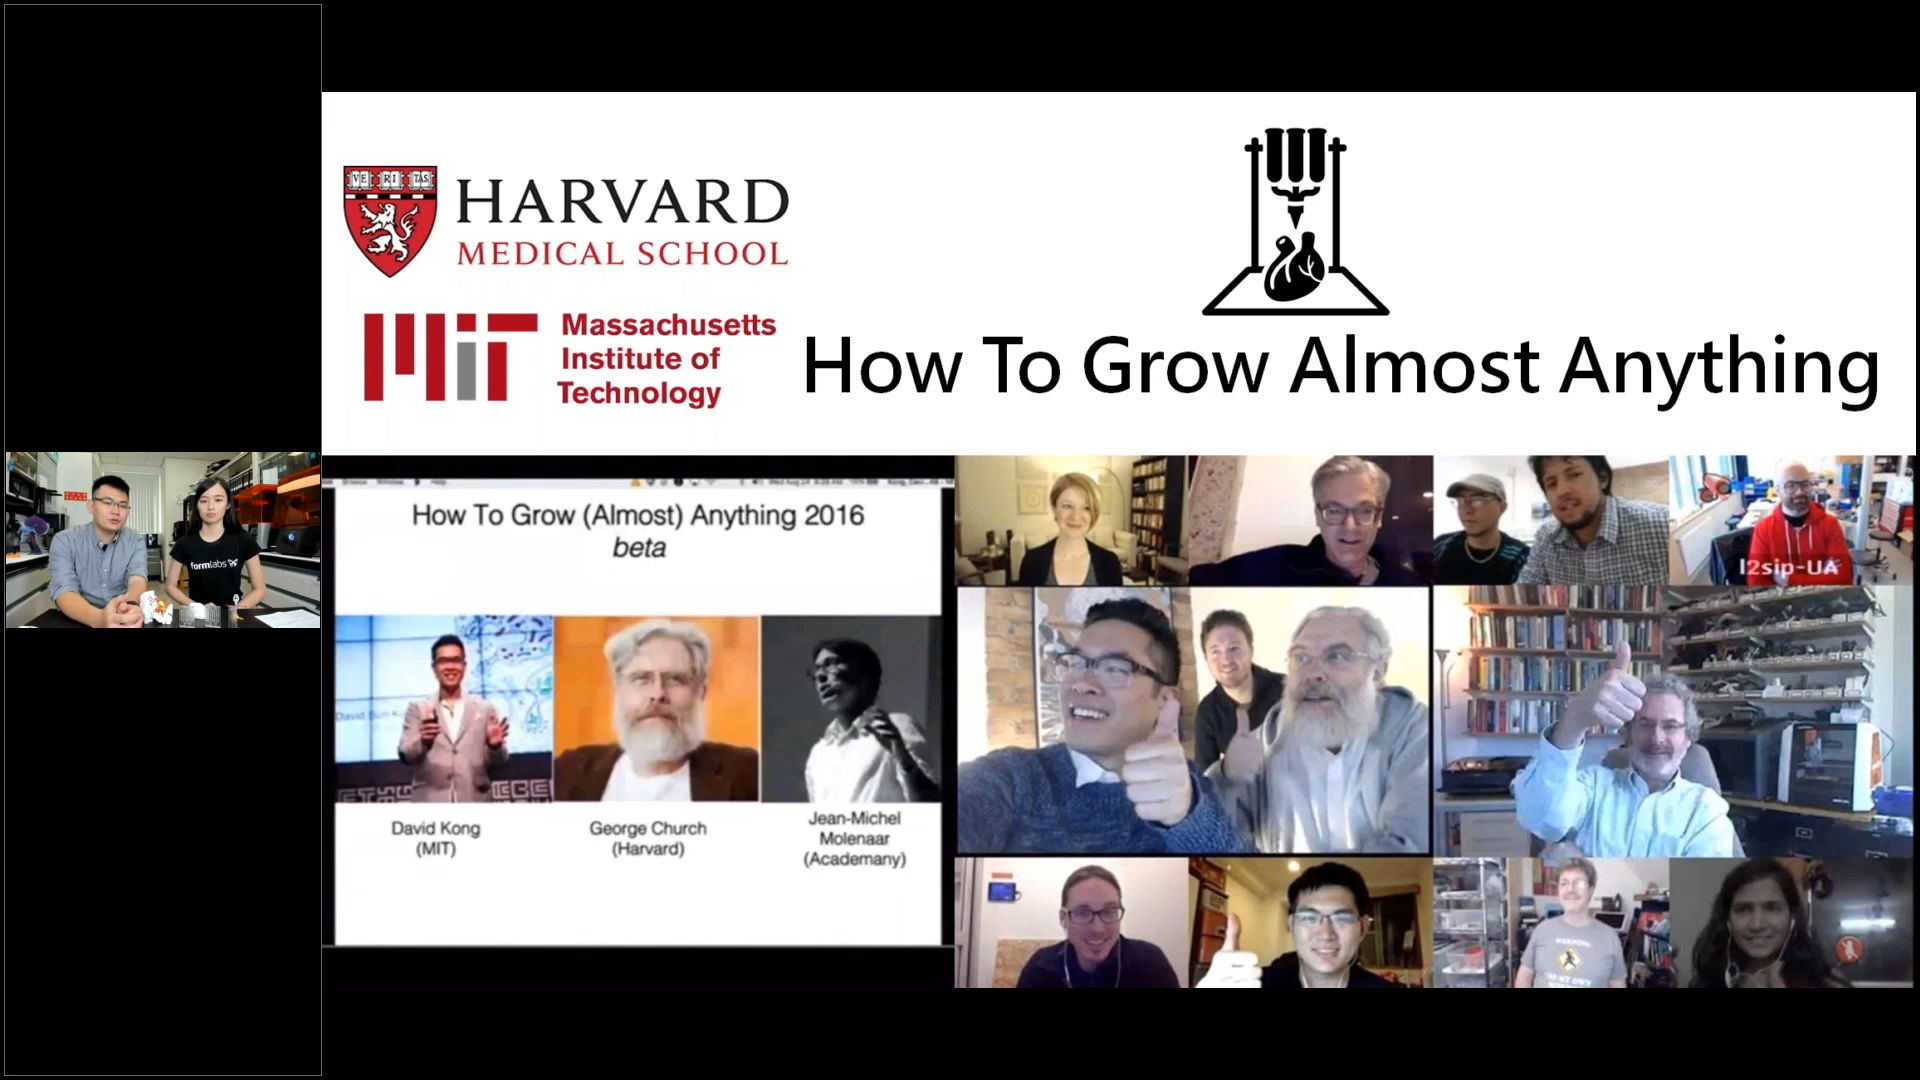 VE RI TAS
HARVARD
MEDICAL SCHOOL
Massachusetts
Institute of
Technology
How To Grow Almost Anything
formlabs
How To Grow (Almost) Anything 2016
beta
David Kong
(MIT)
George Church
(Harvard)
Jean-Michel
Molenaar
(Academany)
l2sip-UA